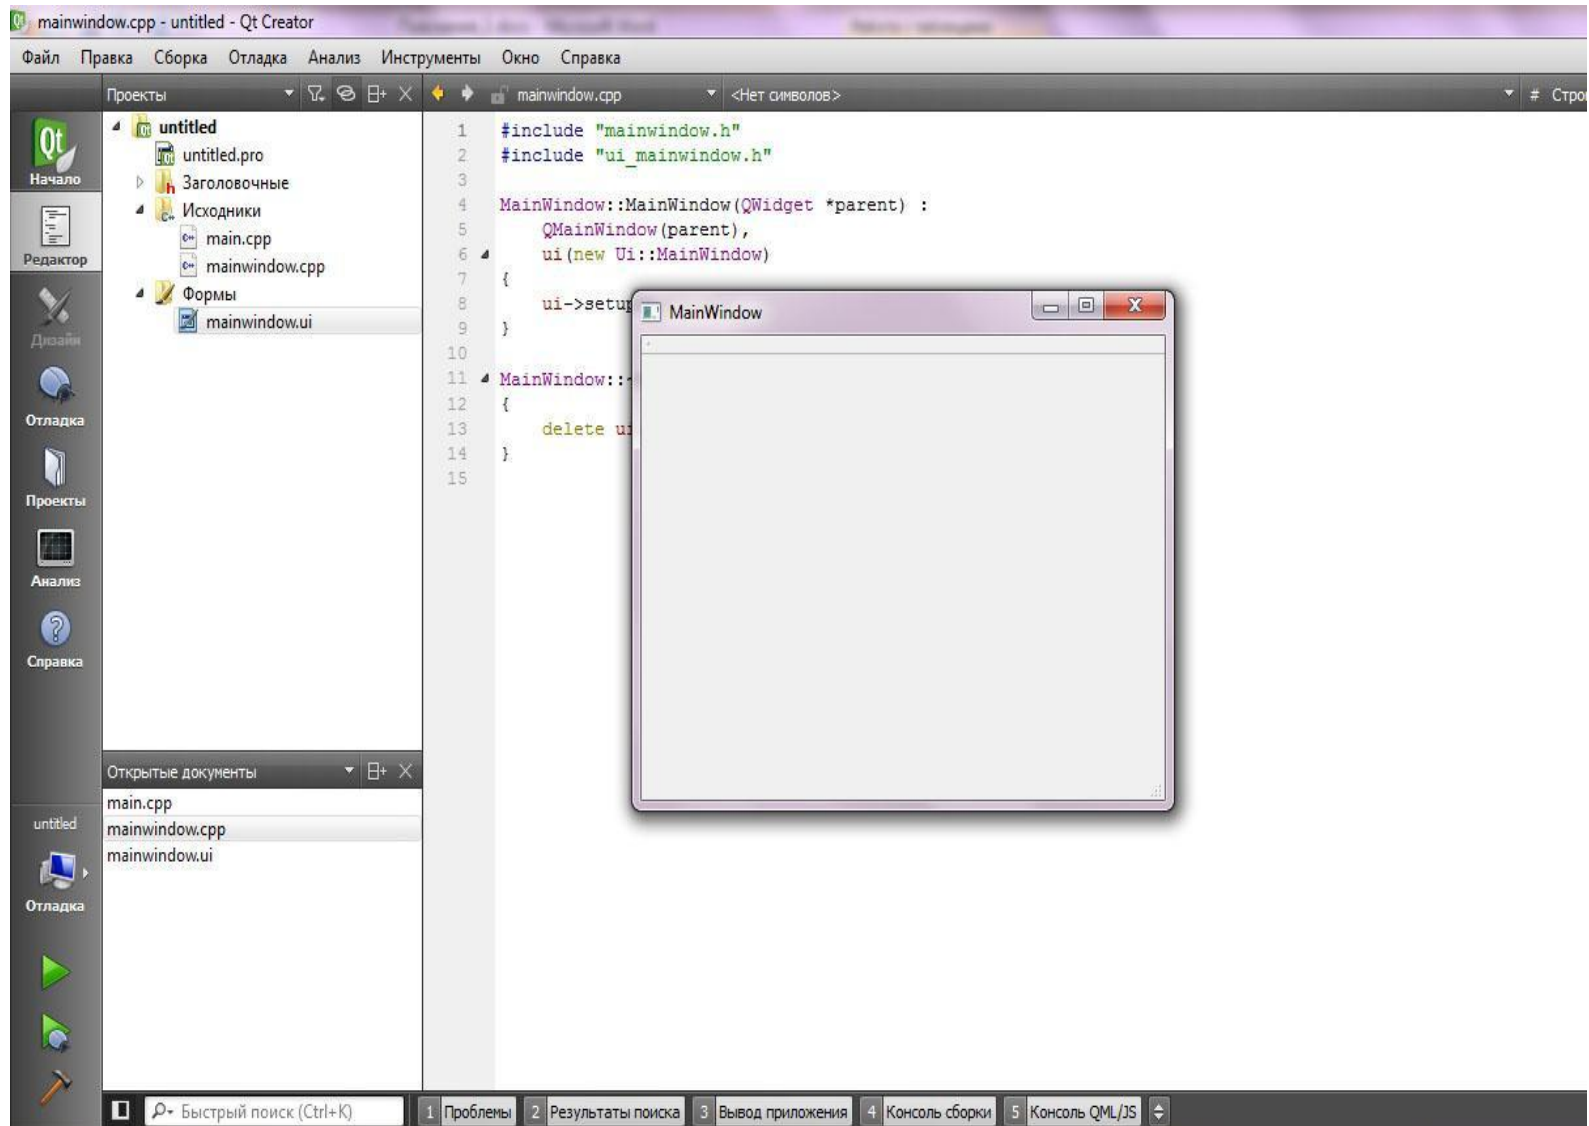 mainwindow.cpp - untitled - Qt Creator
Файл Правка Сборка Отладка Анализ Инструменты Окно Справка
Проекты
mainwindow.cpp
<Нет символов>
# Стро
Начало
Редактор
Дизайн
Отладка
Проекты
Анализ
Справка
untitled
Отладка
untitled
untitled.pro
Заголовочные
Исходники
main.cpp
mainwindow.cpp
Формы
mainwindow.ui
Открытые документы
main.cpp
mainwindow.cpp
mainwindow.ui
1 #include "mainwindow.h"
2 #include "ui_mainwindow.h"
3
4 MainWindow::MainWindow(QWidget *parent) :
5 QMainWindow(parent),
6 ui(new Ui::MainWindow)
7 {
8 ui->setup
9 }
10
11 MainWindow::~
12 {
13 delete ui
14 }
15
MainWindow
Быстрый поиск (Ctrl+K)
1 Проблемы 2 Результаты поиска 3 Вывод приложения 4 Консоль сборки 5 Консоль QML/JS